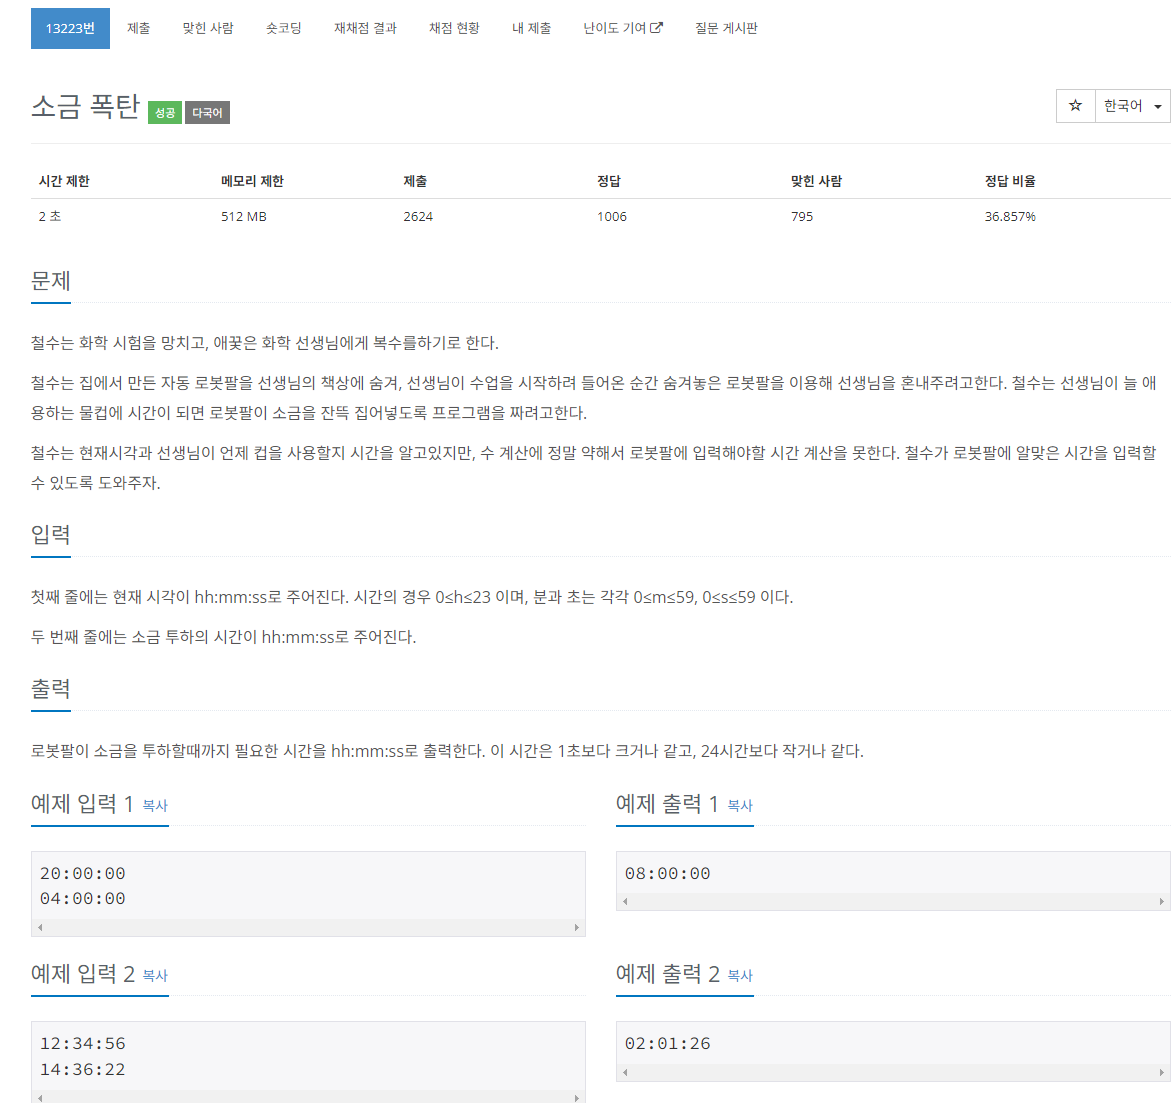 13223번 제출 맞힌 사람 숏코딩 재채점 결과 채점 현황 내 제출 난이도 기여 질문 게시판
소금 폭탄 성공 다국어 ☆ 한국어
시간 제한 메모리 제한 제출 정답 맞힌 사람 정답 비율
2 초 512 MB 2624 1006 795 36.857%
문제
철수는 화학 시험을 망치고, 애꿎은 화학 선생님에게 복수를하기로 한다.
철수는 집에서 만든 자동 로봇팔을 선생님의 책상에 숨겨, 선생님이 수업을 시작하려 들어온 순간 숨겨놓은 로봇팔을 이용해 선생님을 혼내주려고한다. 철수는 선생님이 늘 애
용하는 물컵에 시간이 되면 로봇팔이 소금을 잔뜩 집어넣도록 프로그램을 짜려고한다.
철수는 현재시각과 선생님이 언제 컵을 사용할지 시간을 알고있지만, 수 계산에 정말 약해서 로봇팔에 입력해야할 시간 계산을 못한다. 철수가 로봇팔에 알맞은 시간을 입력할
수 있도록 도와주자.
입력
첫째 줄에는 현재 시각이 hh:mm:ss로 주어진다. 시간의 경우 0≤h≤23 이며, 분과 초는 각각 0≤m≤59, 0≤s≤59 이다.
두 번째 줄에는 소금 투하의 시간이 hh:mm:ss로 주어진다.
출력
로봇팔이 소금을 투하할때까지 필요한 시간을 hh:mm:ss로 출력한다. 이 시간은 1초보다 크거나 같고, 24시간보다 작거나 같다.
예제 입력 1 복사
20:00:00
04:00:00
예제 출력 1 복사
08:00:00
예제 입력 2 복사
12:34:56
14:36:22
예제 출력 2 복사
02:01:26